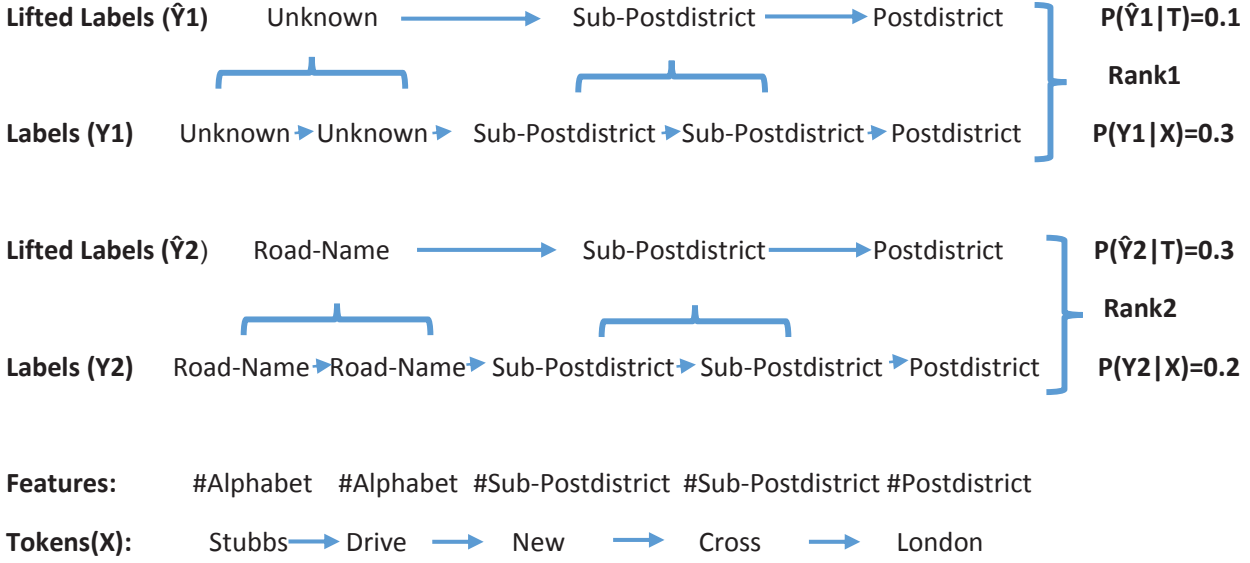 Lifted Labels (Ŷ1) Unknown Sub-Postdistrict Postdistrict P(Ŷ1|T)=0.1
Rank1
Labels (Y1) Unknown Unknown Sub-Postdistrict Sub-Postdistrict Postdistrict P(Y1|X)=0.3
Lifted Labels (Ŷ2) Road-Name Sub-Postdistrict Postdistrict P(Ŷ2|T)=0.3
Rank2
Labels (Y2) Road-Name Road-Name Sub-Postdistrict Sub-Postdistrict Postdistrict P(Y2|X)=0.2
Features: #Alphabet #Alphabet #Sub-Postdistrict #Sub-Postdistrict #Postdistrict
Tokens(X): Stubbs Drive New Cross London